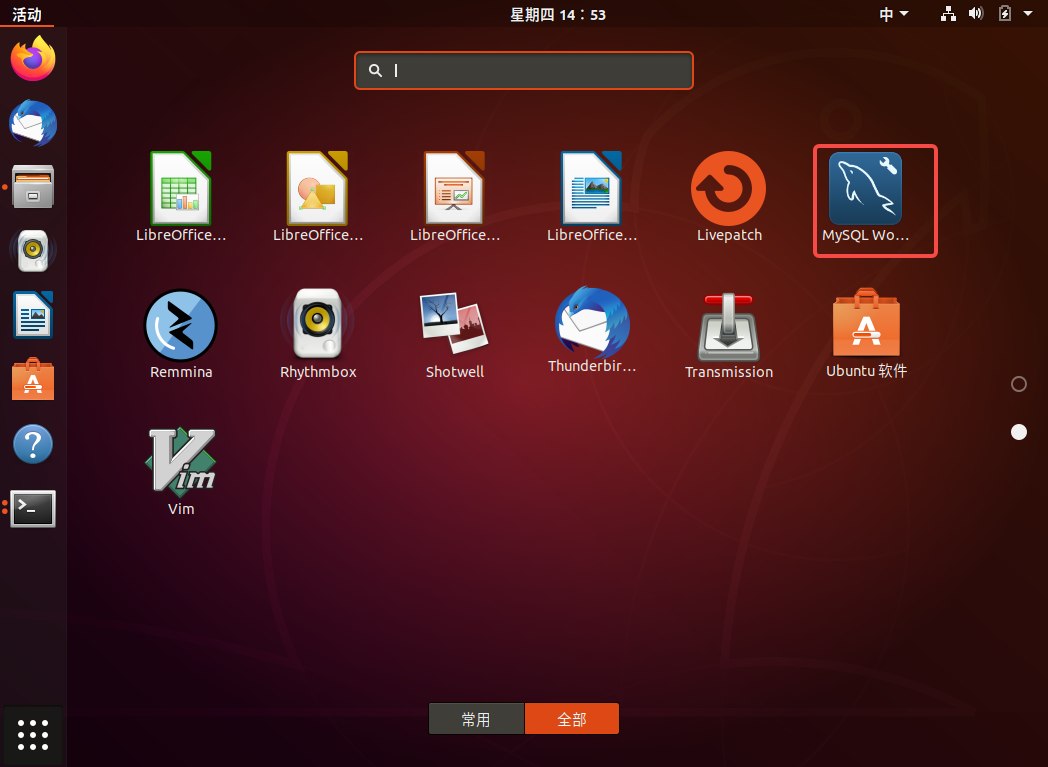 活动
星期四 14：53
中
LibreOffice…
LibreOffice…
LibreOffice…
LibreOffice…
Livepatch
MySQL Wo…
Remmina
Rhythmbox
Shotwell
Thunderbir…
Transmission
Ubuntu 软件
Vim
Vim
常用
全部